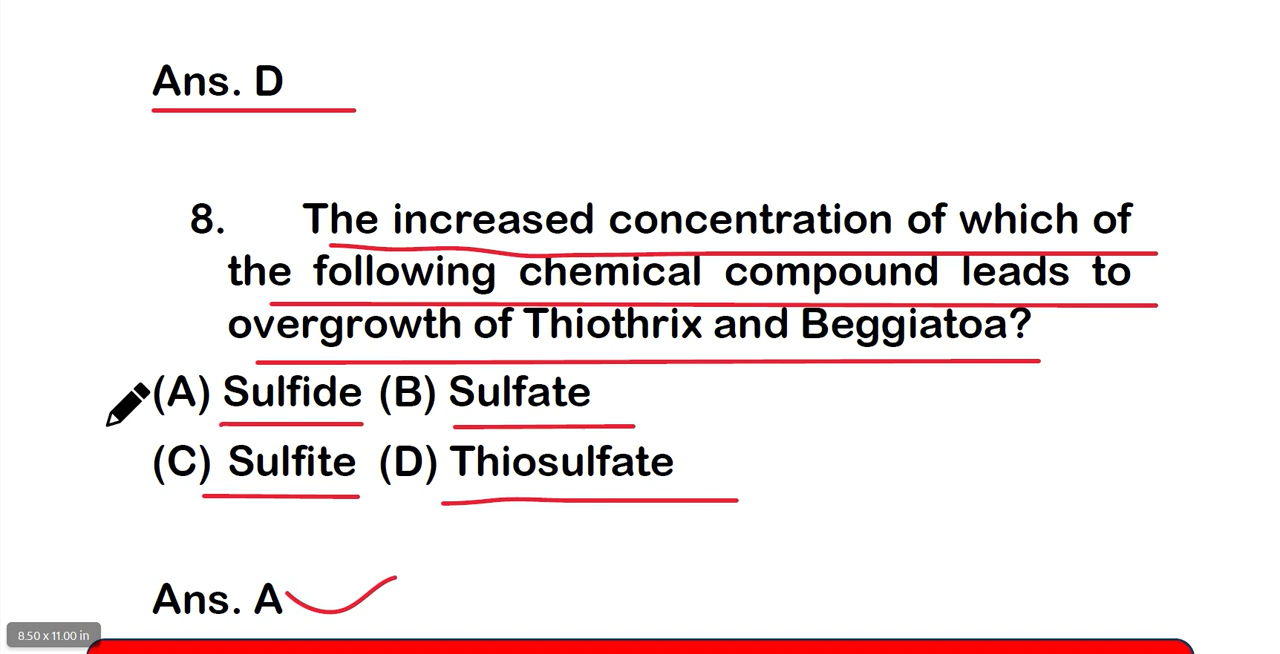 Ans. D
8. The increased concentration of which of
the following chemical compound leads to
overgrowth of Thiothrix and Beggiatoa?
(A) Sulfide (B) Sulfate
(C) Sulfite (D) Thiosulfate
Ans. A
8.50 x 11.00 in